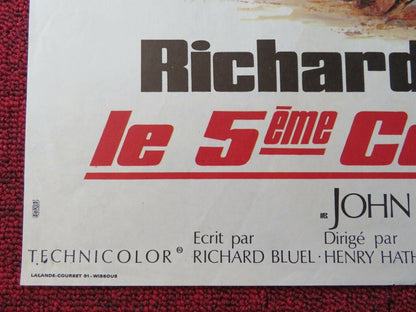 Richard
le 5ème C
JOHN
Ecrit par Dirigé par
TECHNICOLOR ® RICHARD BLUEL · HENRY HATH
LALANDE-COURBET 91-WISSOUS